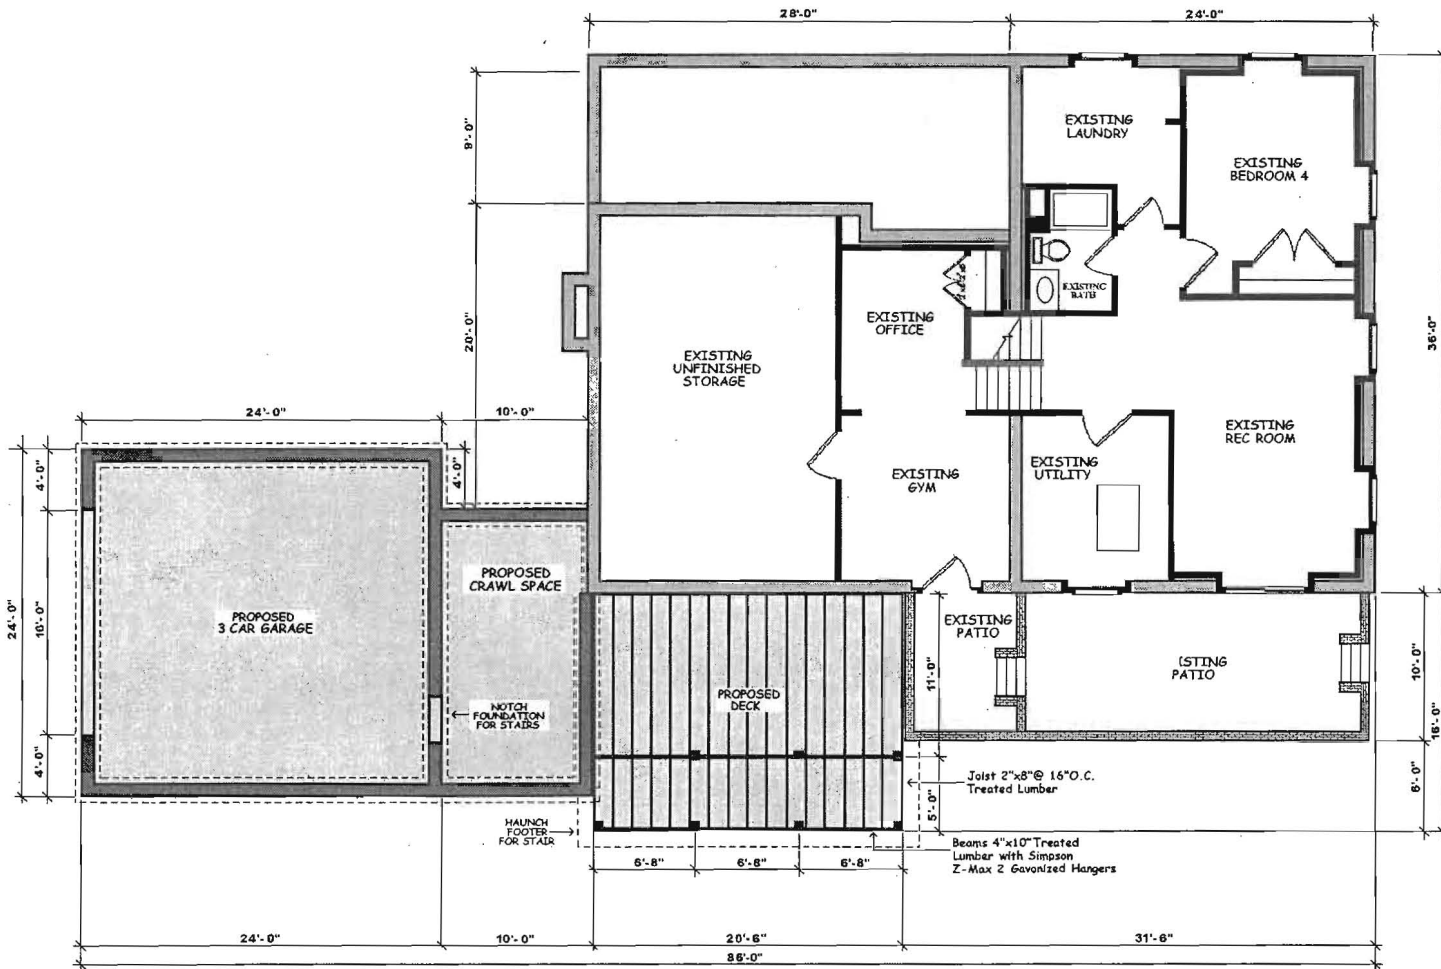 28'-0"
24'-0"
9'-0"
EXISTING
LAUNDRY
EXISTING
BEDROOM 4
EXISTING
BATH
20'-0"
EXISTING
OFFICE
36'-0"
EXISTING
UNFINISHED
STORAGE
24'-0"
10'-0"
EXISTING
REC ROOM
4'-0"
4'-0"
EXISTING
UTILITY
EXISTING
GYM
24'-0"
16'-0"
PROPOSED
CRAWL SPACE
PROPOSED
3 CAR GARAGE
EXISTING
PATIO
11'-0"
ISTING
PATIO
10'-0"
16'-0"
PROPOSED
DECK
NOTCH
FOUNDATION
FOR STAIRS
4'-0"
6'-0"
5'-0"
Joist 2"x8"@ 16"O.C.
Treated Lumber
HAUNCH
FOOTER
FOR STAIR
Beams 4"x10"Treated
Lumber with Simpson
Z-Max 2 Gavonized Hangers
6'-8"
6'-8"
6'-8"
24'-0"
10'-0"
20'-6"
31'-6"
86'-0"